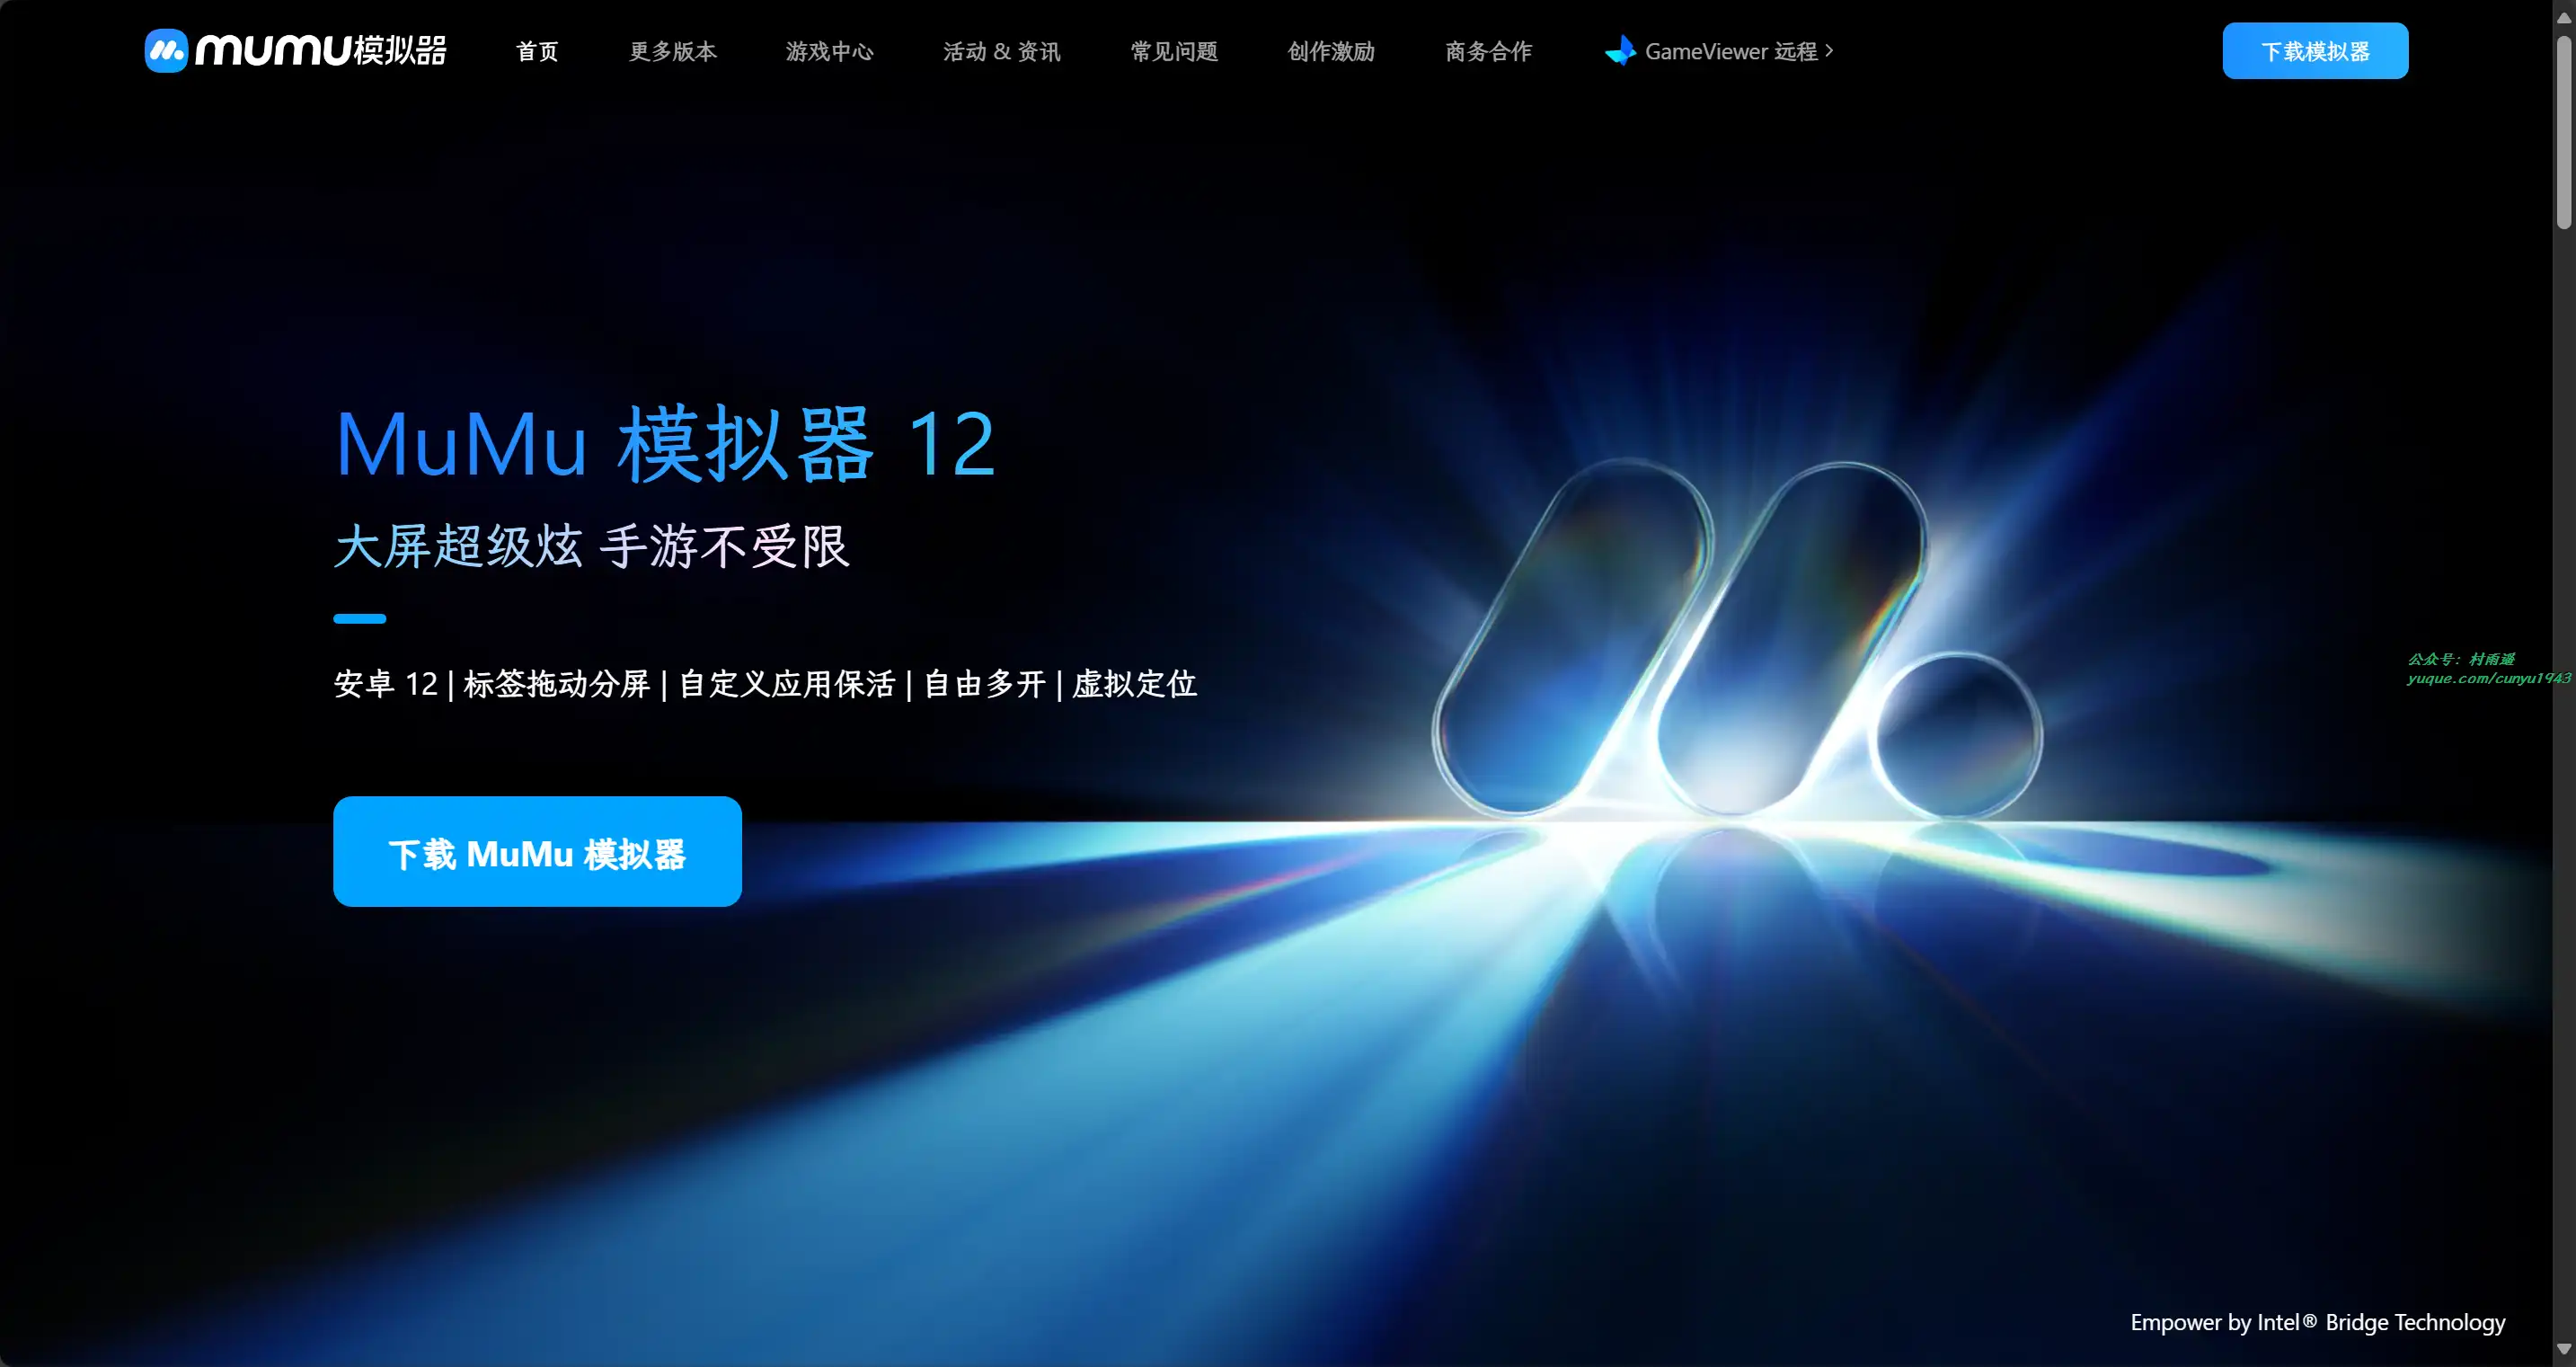 mumu模拟器 首页 更多版本 游戏中心 活动 & 资讯 常见问题 创作激励 商务合作 GameViewer 远程 下载模拟器
MuMu 模拟器 12
大屏超级炫 手游不受限
安卓 12 | 标签拖动分屏 | 自定义应用保活 | 自由多开 | 虚拟定位
公众号：村雨遥
yuque.com/cunyu1943
下载 MuMu 模拟器
Empower by Intel® Bridge Technology